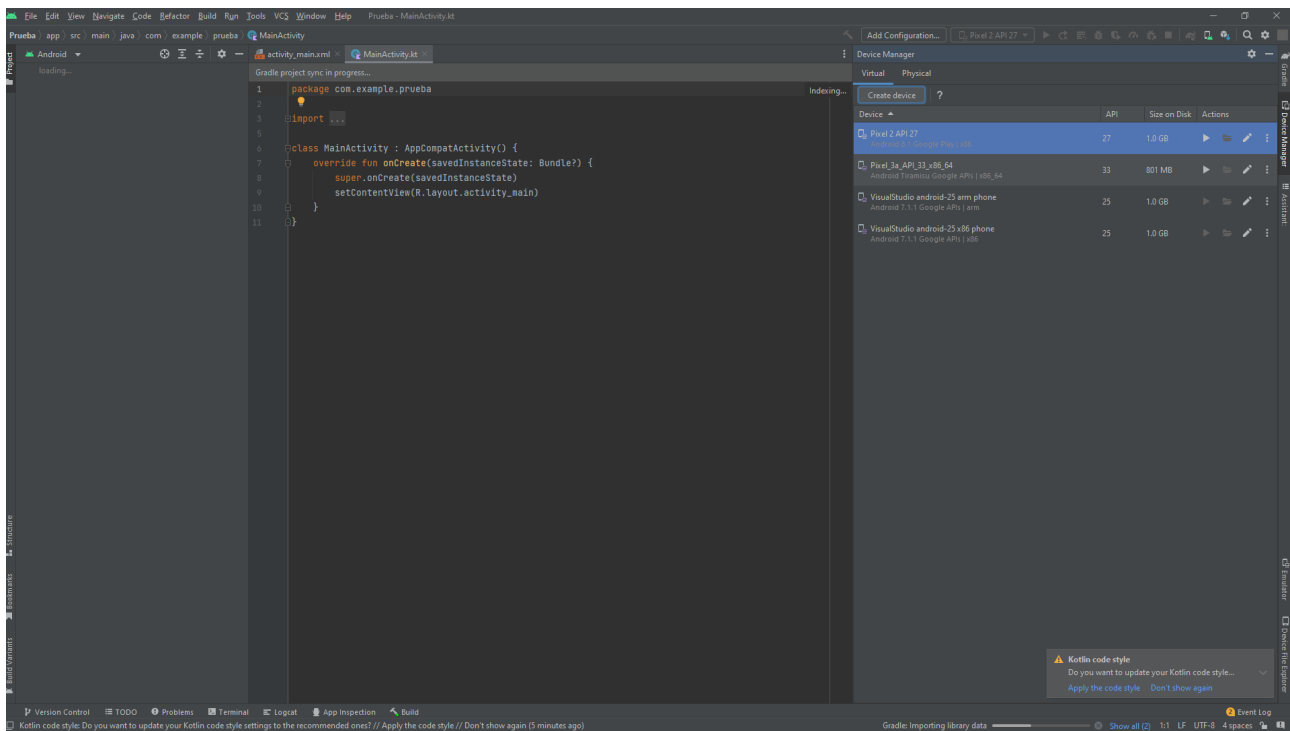 File Edit View Navigate Code Refactor Build Run Tools VCS Window Help Prueba - MainActivity.kt
Prueba app src main java com example prueba MainActivity
Add Configuration... Pixel 2 API 27
Project
Android
loading...
activity_main.xml MainActivity.kt
Gradle project sync in progress...
Indexing...
1 package com.example.prueba
2
3 import ...
5
6 class MainActivity : AppCompatActivity() {
7 override fun onCreate(savedInstanceState: Bundle?) {
8 super.onCreate(savedInstanceState)
9 setContentView(R.layout.activity_main)
10 }
11 }
Device Manager
Virtual Physical
Create device ?
Device API Size on Disk Actions
Pixel 2 API 27 27 1.0 GB
Android 8.1 Google Play | x86
Pixel_3a_API_33_x86_64 33 801 MB
Android Tiramisu Google APIs | x86_64
VisualStudio android-25 arm phone 25 1.0 GB
Android 7.1.1 Google APIs | arm
VisualStudio android-25 x86 phone 25 1.0 GB
Android 7.1.1 Google APIs | x86
Gradle
Device Manager
Assistant:
Emulator
Device File Explorer
Structure
Bookmarks
Build Variants
Kotlin code style
Do you want to update your Kotlin code style...
Apply the code style Don't show again
Version Control TODO Problems Terminal Logcat App Inspection Build
2 Event Log
Kotlin code style: Do you want to update your Kotlin code style settings to the recommended ones? // Apply the code style // Don't show again (5 minutes ago)
Gradle: Importing library data Show all (2) 1:1 LF UTF-8 4 spaces